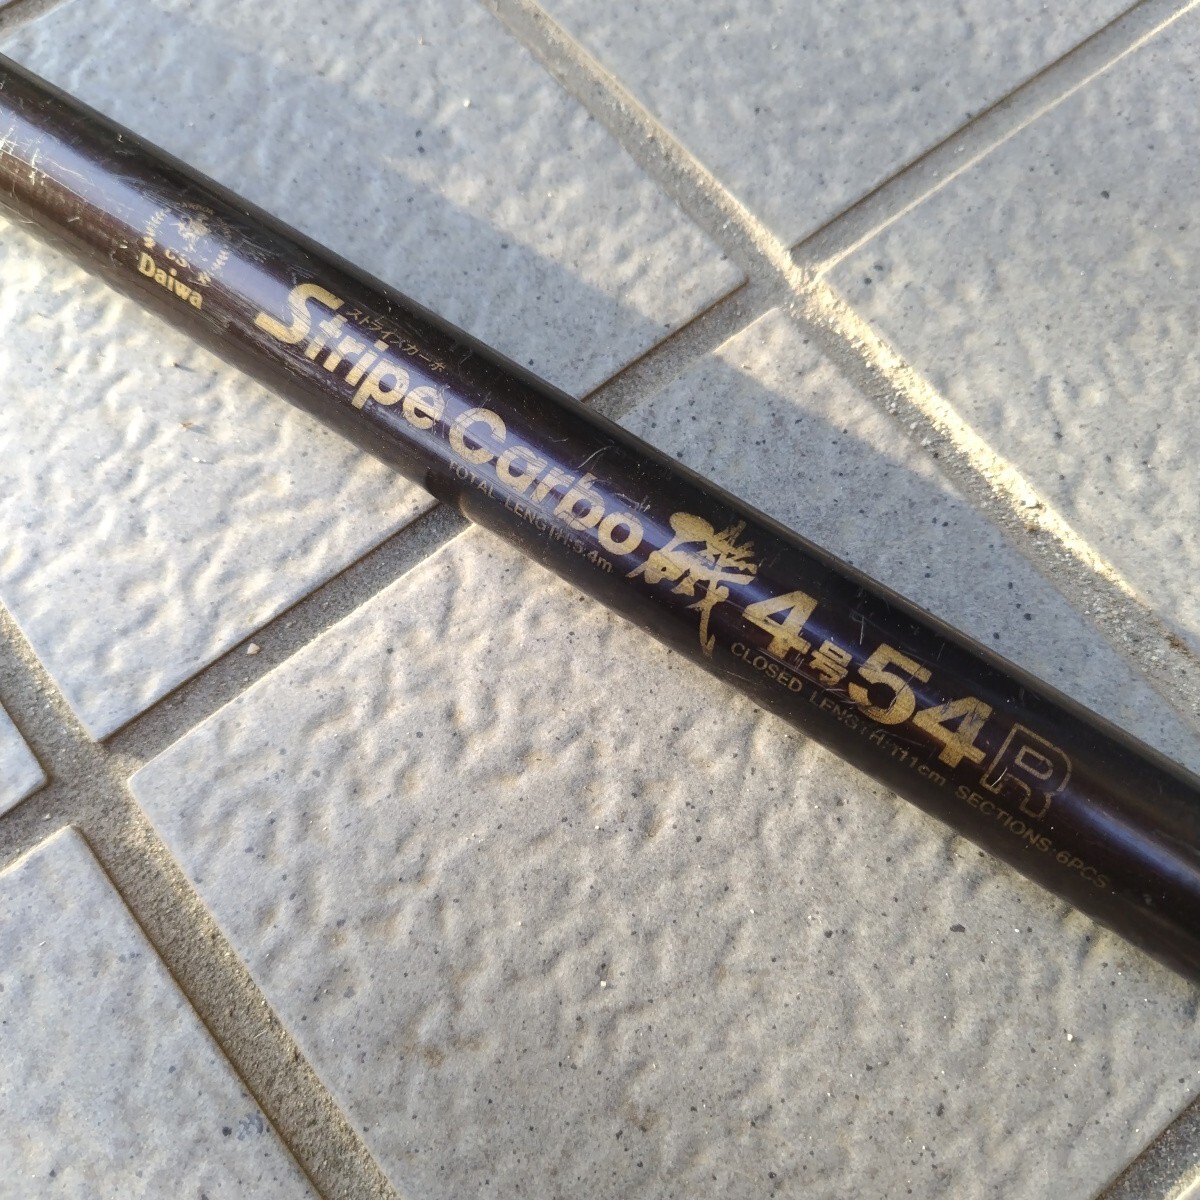 Daiwa
ストライプカーボ
Stripe Carbo 磯 4号 54 R
TOTAL LENGTH:5.4m
CLOSED LENGTH:111cm SECTIONS:6PCS